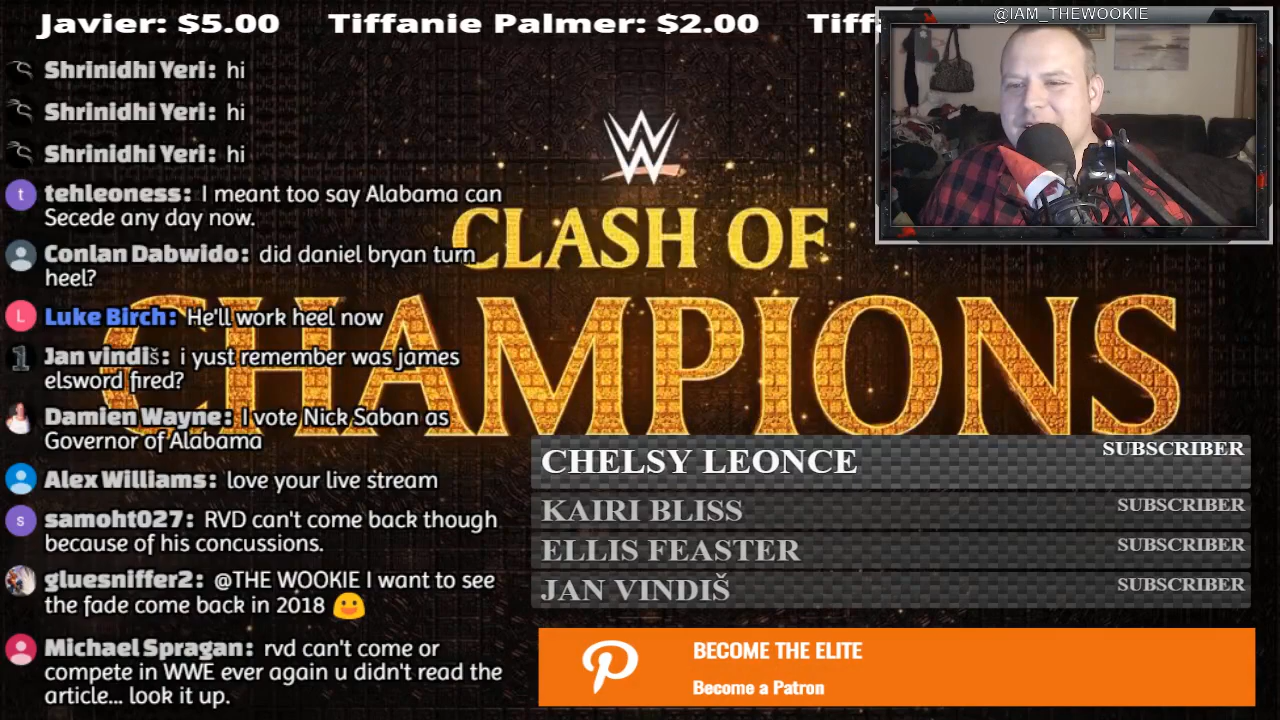 Javier: $5.00 Tiffanie Palmer: $2.00 Tiff
@IAM_THEWOOKIE
Shrinidhi Yeri: hi
Shrinidhi Yeri: hi
Shrinidhi Yeri: hi
t tehleoness: I meant too say Alabama can
Secede any day now.
Conlan Dabwido: did daniel bryan turn
heel?
L Luke Birch: He'll work heel now
1 Jan vindiš: i yust remember was james
elsword fired?
Damien Wayne: I vote Nick Saban as
Governor of Alabama
Alex Williams: love your live stream
s samoht027: RVD can't come back though
because of his concussions.
gluesniffer2: @THE WOOKIE I want to see
the fade come back in 2018 😃
Michael Spragan: rvd can't come or
compete in WWE ever again u didn't read the
article... look it up.
W
CLASH OF
CHAMPIONS
CHELSY LEONCE SUBSCRIBER
KAIRI BLISS SUBSCRIBER
ELLIS FEASTER SUBSCRIBER
JAN VINDIŠ SUBSCRIBER
BECOME THE ELITE
Become a Patron